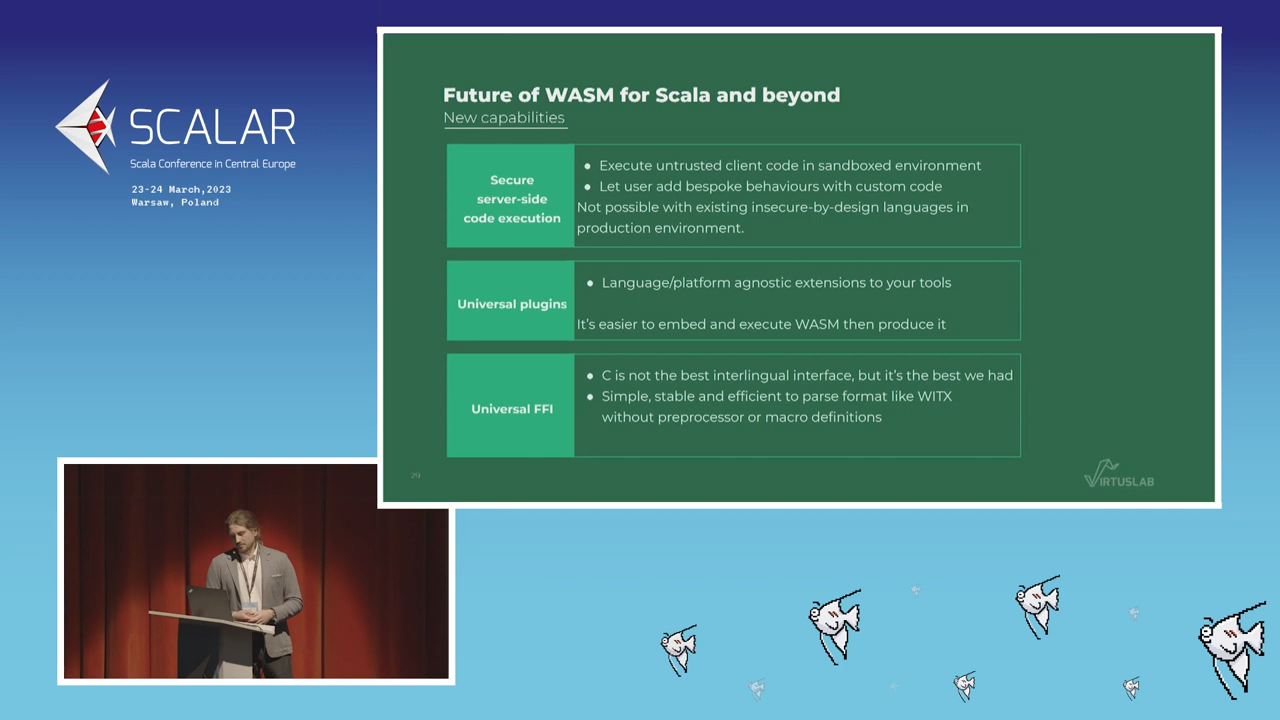 SCALAR
Scala Conference in Central Europe
23-24 March,2023
Warsaw, Poland
Future of WASM for Scala and beyond
New capabilities
Secure
server-side
code execution
● Execute untrusted client code in sandboxed environment
● Let user add bespoke behaviours with custom code
Not possible with existing insecure-by-design languages in
production environment.
Universal plugins
● Language/platform agnostic extensions to your tools
It's easier to embed and execute WASM then produce it
Universal FFI
● C is not the best interlingual interface, but it's the best we had
● Simple, stable and efficient to parse format like WITX
without preprocessor or macro definitions
29
VIRTUSLAB